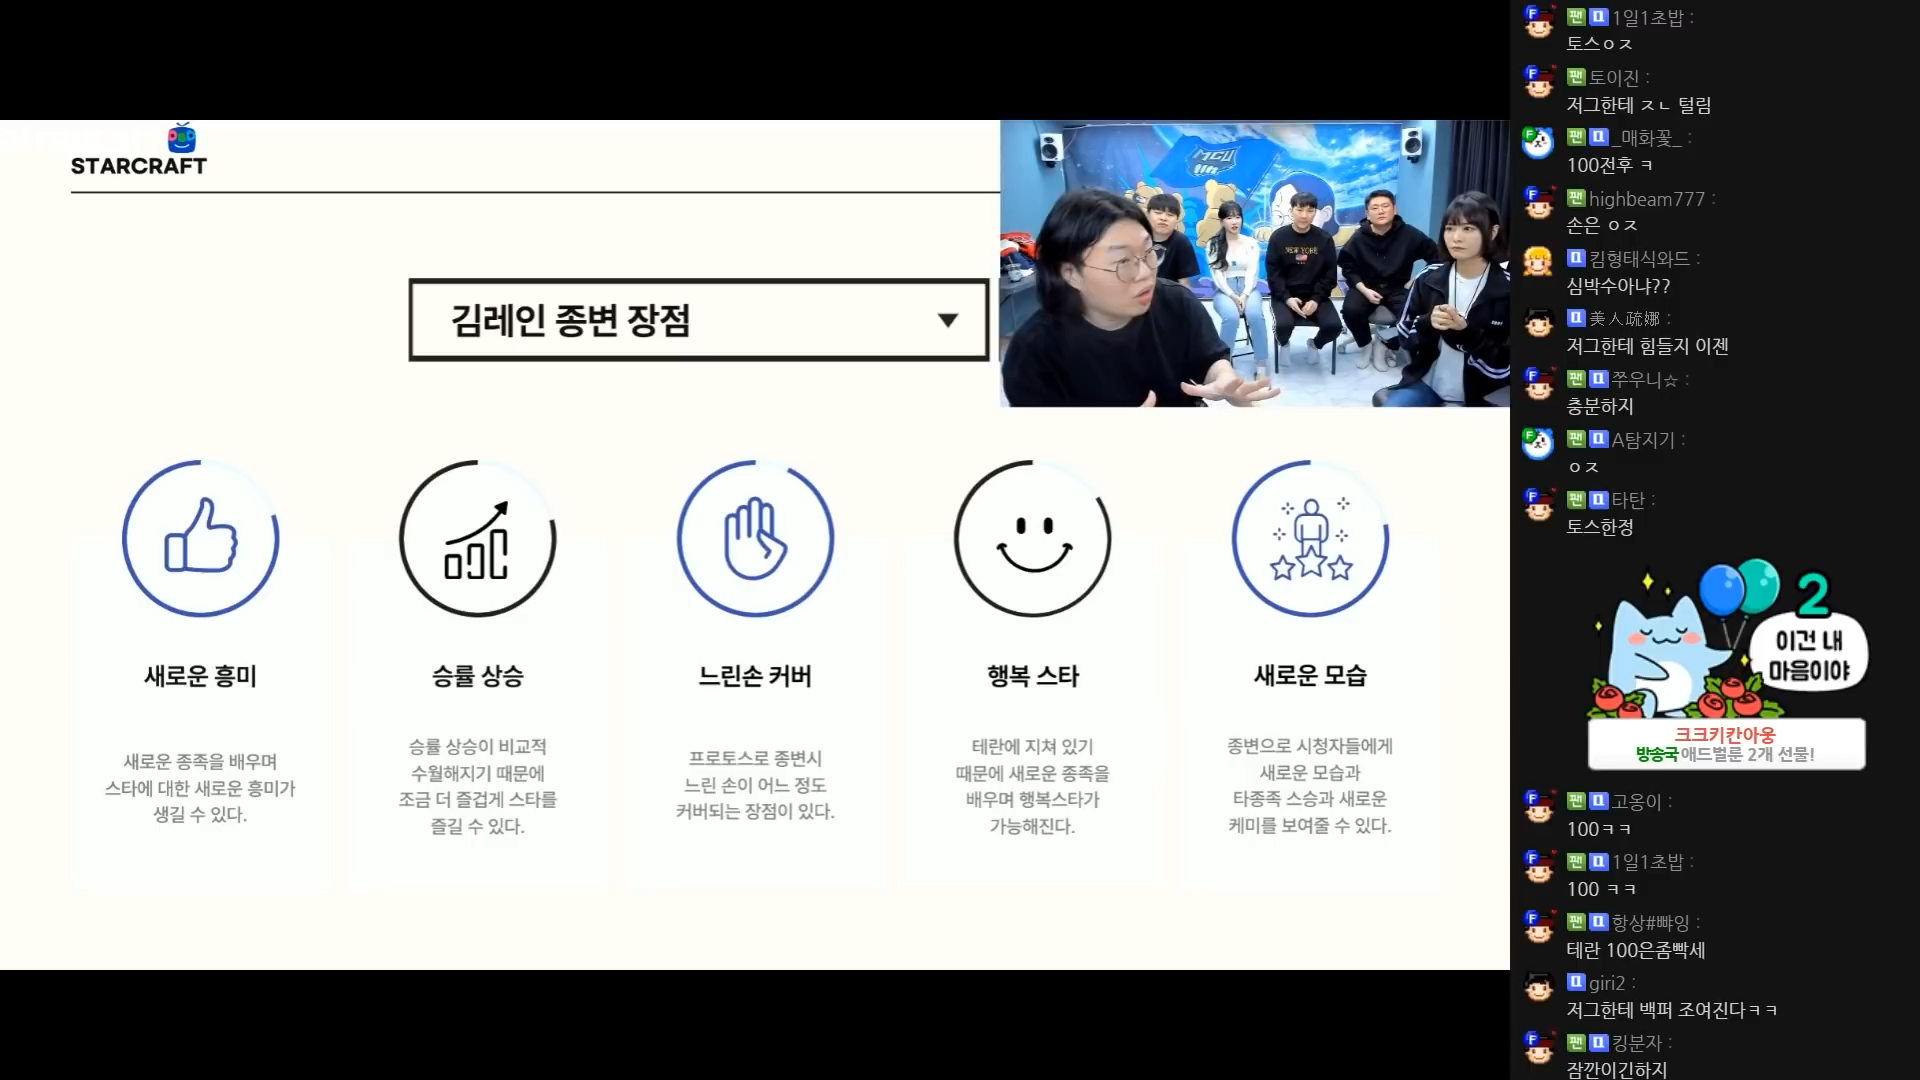 STARCRAFT
김레인 종변 장점
MCU
NEW YORK
새로운 흥미
새로운 종족을 배우며
스타에 대한 새로운 흥미가
생길 수 있다.
승률 상승
승률 상승이 비교적
수월해지기 때문에
조금 더 즐겁게 스타를
즐길 수 있다.
느린손 커버
프로토스로 종변시
느린 손이 어느 정도
커버되는 장점이 있다.
행복 스타
테란에 지쳐 있기
때문에 새로운 종족을
배우며 행복스타가
가능해진다.
새로운 모습
종변으로 시청자들에게
새로운 모습과
타종족 스승과 새로운
케미를 보여줄 수 있다.
팬 1일1초밥 :
토스ㅇㅈ
팬 토이진 :
저그한테 ㅈㄴ 털림
팬 _매화꽃_ :
100전후 ㅋ
팬 highbeam777 :
손은 ㅇㅈ
킴형태식와드 :
심박수아냐??
美人疏娜 :
저그한테 힘들지 이젠
팬 쭈우니☆ :
충분하지
팬 A탐지기 :
ㅇㅈ
팬 타탄 :
토스한정
2
이건 내
마음이야
크크키칸아웅
방송국 애드벌룬 2개 선물!
팬 고옹이 :
100ㅋㅋ
팬 1일1초밥 :
100 ㅋㅋ
팬 항상#빠잉 :
테란 100은좀빡세
giri2 :
저그한테 백퍼 조여진다ㅋㅋ
팬 킹분자 :
잠깐이긴하지